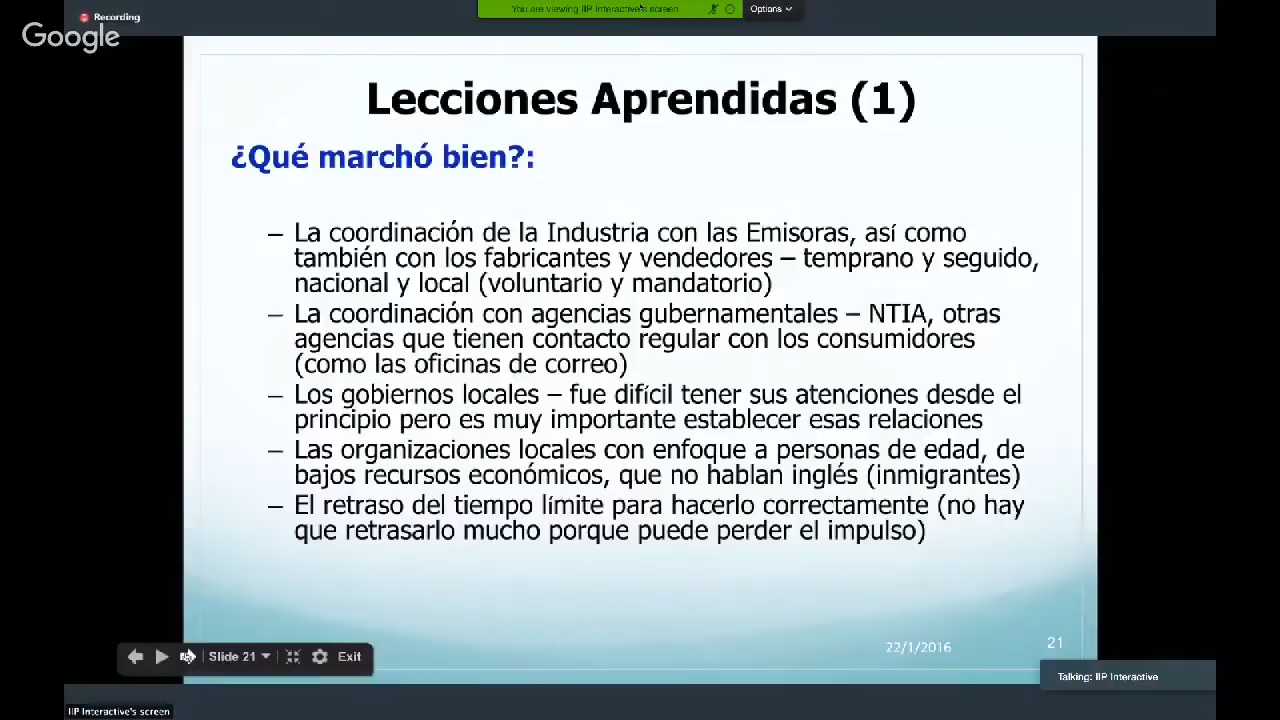 Recording
You are viewing IIP Interactive's screen
Options
Google
Lecciones Aprendidas (1)
¿Qué marchó bien?:
– La coordinación de la Industria con las Emisoras, así como
también con los fabricantes y vendedores – temprano y seguido,
nacional y local (voluntario y mandatorio)
– La coordinación con agencias gubernamentales – NTIA, otras
agencias que tienen contacto regular con los consumidores
(como las oficinas de correo)
– Los gobiernos locales – fue difícil tener sus atenciones desde el
principio pero es muy importante establecer esas relaciones
– Las organizaciones locales con enfoque a personas de edad, de
bajos recursos económicos, que no hablan inglés (inmigrantes)
– El retraso del tiempo límite para hacerlo correctamente (no hay
que retrasarlo mucho porque puede perder el impulso)
22/1/2016
21
Slide 21
Exit
Talking: IIP Interactive
IIP Interactive's screen